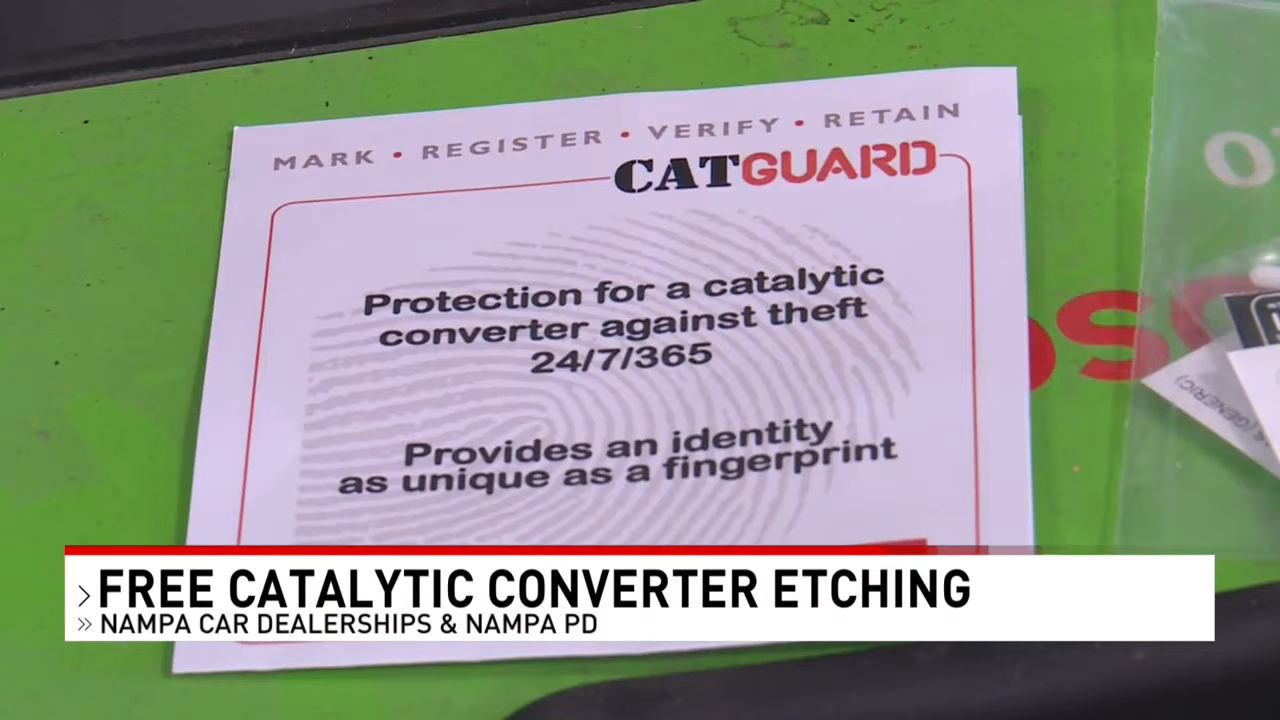 MARK • REGISTER • VERIFY • RETAIN
CATGUARD
Protection for a catalytic
converter against theft
24/7/365
Provides an identity
as unique as a fingerprint
(GENERIC)
FREE CATALYTIC CONVERTER ETCHING
NAMPA CAR DEALERSHIPS & NAMPA PD